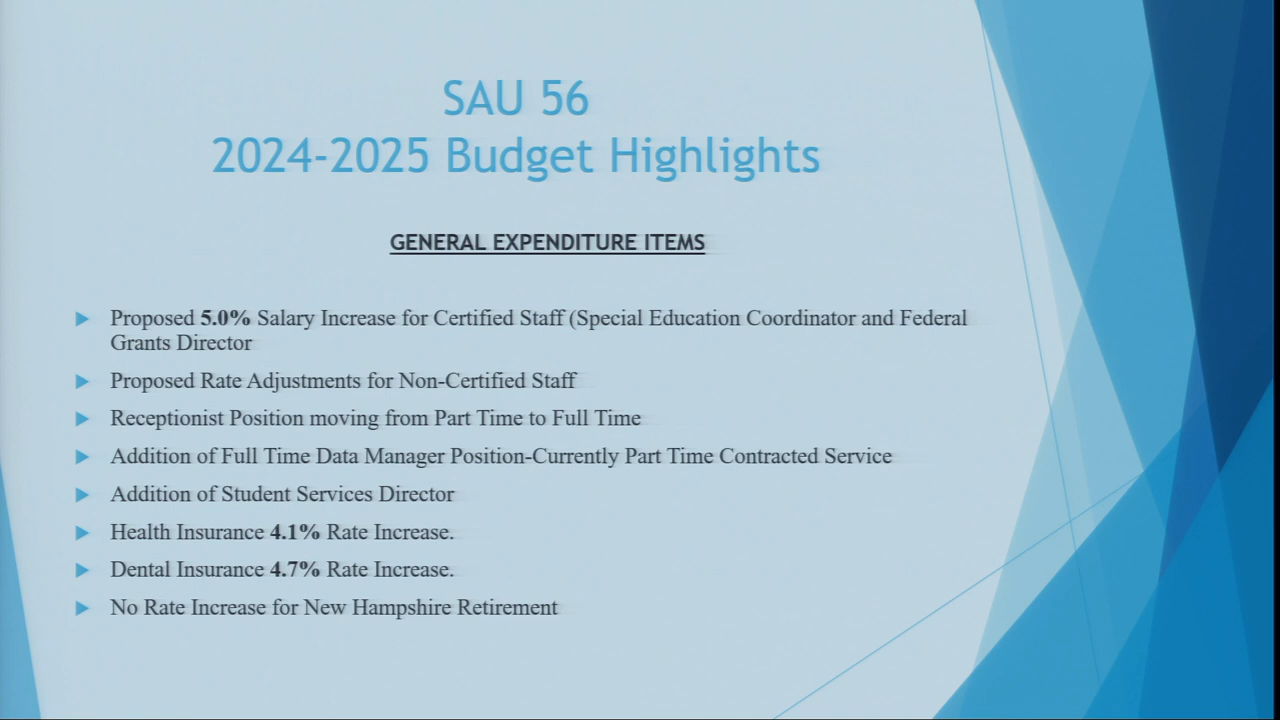 SAU 56
2024-2025 Budget Highlights
GENERAL EXPENDITURE ITEMS
Proposed 5.0% Salary Increase for Certified Staff (Special Education Coordinator and Federal
Grants Director
Proposed Rate Adjustments for Non-Certified Staff
Receptionist Position moving from Part Time to Full Time
Addition of Full Time Data Manager Position-Currently Part Time Contracted Service
Addition of Student Services Director
Health Insurance 4.1% Rate Increase.
Dental Insurance 4.7% Rate Increase.
No Rate Increase for New Hampshire Retirement